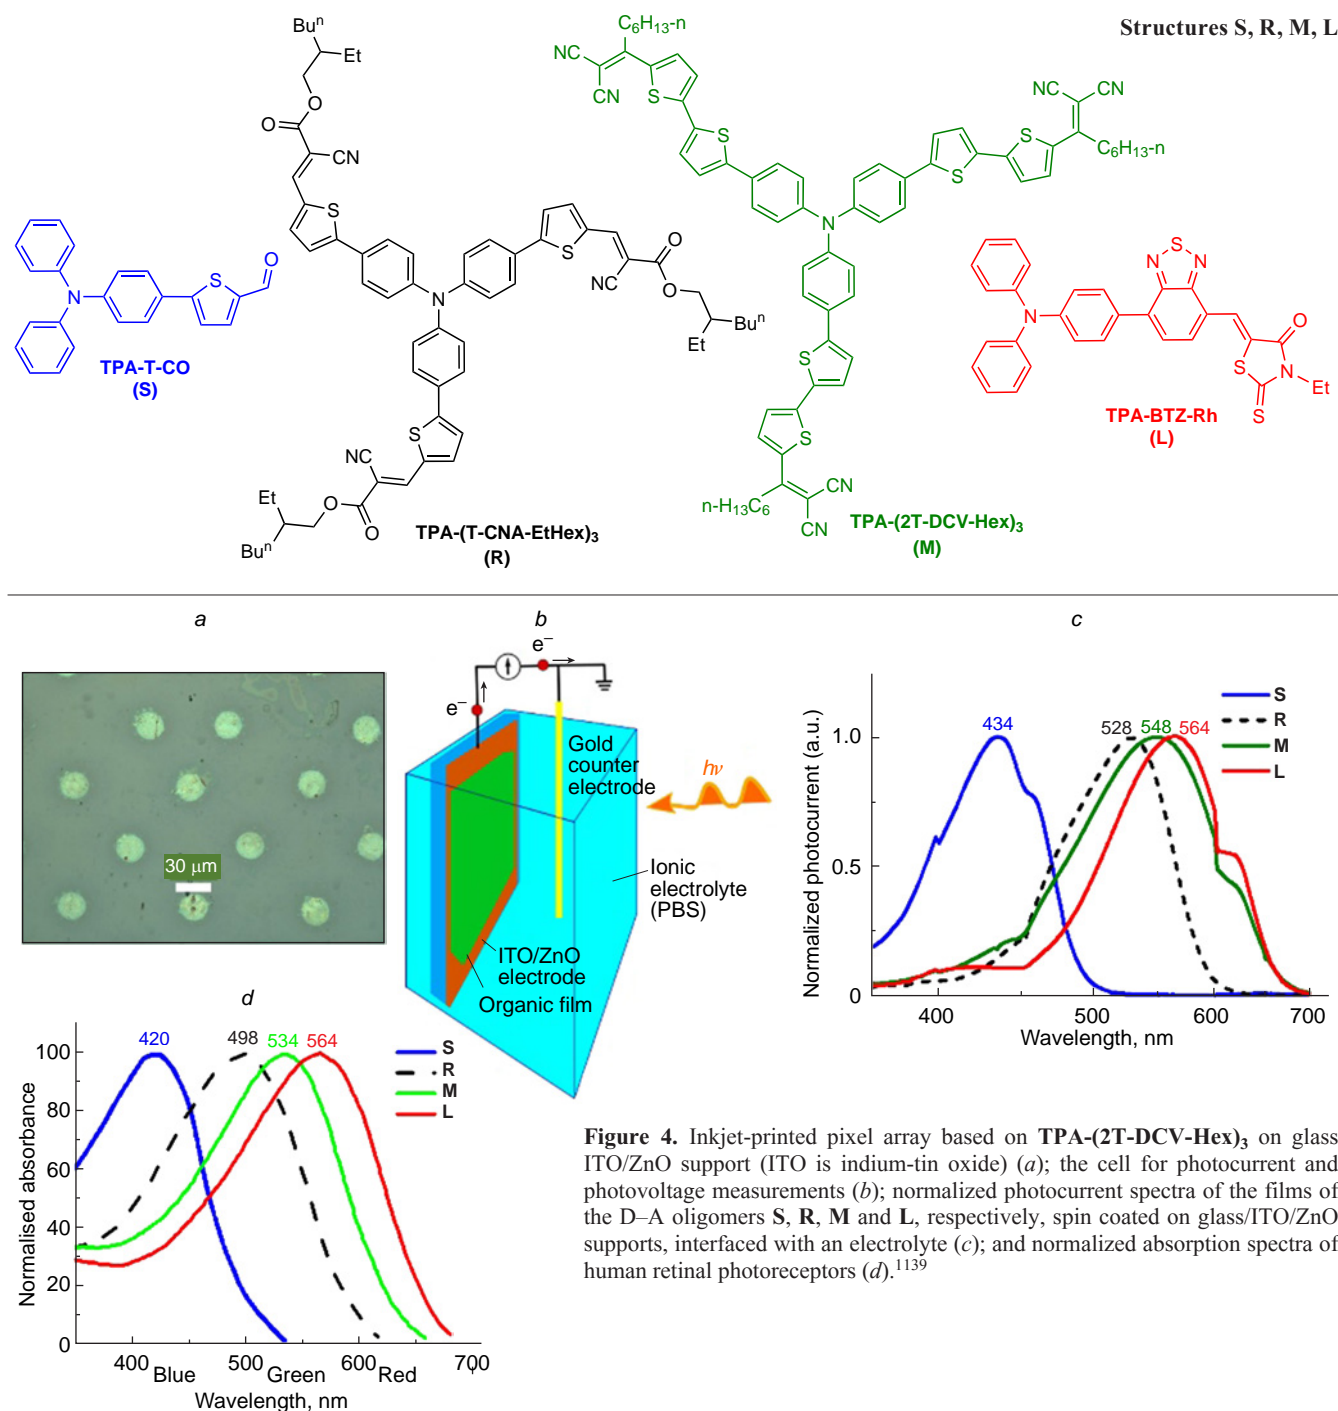 Structures S, R, M, L
Buⁿ
Et
O
O
CN
S
N
S
O
TPA-T-CO
(S)
S
NC
O
O
Et
Buⁿ
N
S
NC
Et
O
O
Buⁿ
TPA-(T-CNA-EtHex)₃
(R)
C₆H₁₃-n
NC
NC
S
S
NC
CN
S
S
C₆H₁₃-n
N
S
S
n-H₁₃C₆
CN
CN
TPA-(2T-DCV-Hex)₃
(M)
S
N
N
N
O
S
N
Et
S
TPA-BTZ-Rh
(L)
a
30 μm
b
e⁻
e⁻
Gold
counter
electrode
hν
Ionic
electrolyte
(PBS)
ITO/ZnO
electrode
Organic film
c
S
R
M
L
434
528
548
564
Normalized photocurrent (a.u.)
1.0
0.5
0
400
500
600
700
Wavelength, nm
d
420
498
534
564
S
R
M
L
Normalised absorbance
100
80
60
40
20
0
400
500
600
700
Blue
Green
Red
Wavelength, nm
Figure 4. Inkjet-printed pixel array based on TPA-(2T-DCV-Hex)₃ on glass
ITO/ZnO support (ITO is indium-tin oxide) (a); the cell for photocurrent and
photovoltage measurements (b); normalized photocurrent spectra of the films of
the D–A oligomers S, R, M and L, respectively, spin coated on glass/ITO/ZnO
supports, interfaced with an electrolyte (c); and normalized absorption spectra of
human retinal photoreceptors (d).¹¹³⁹